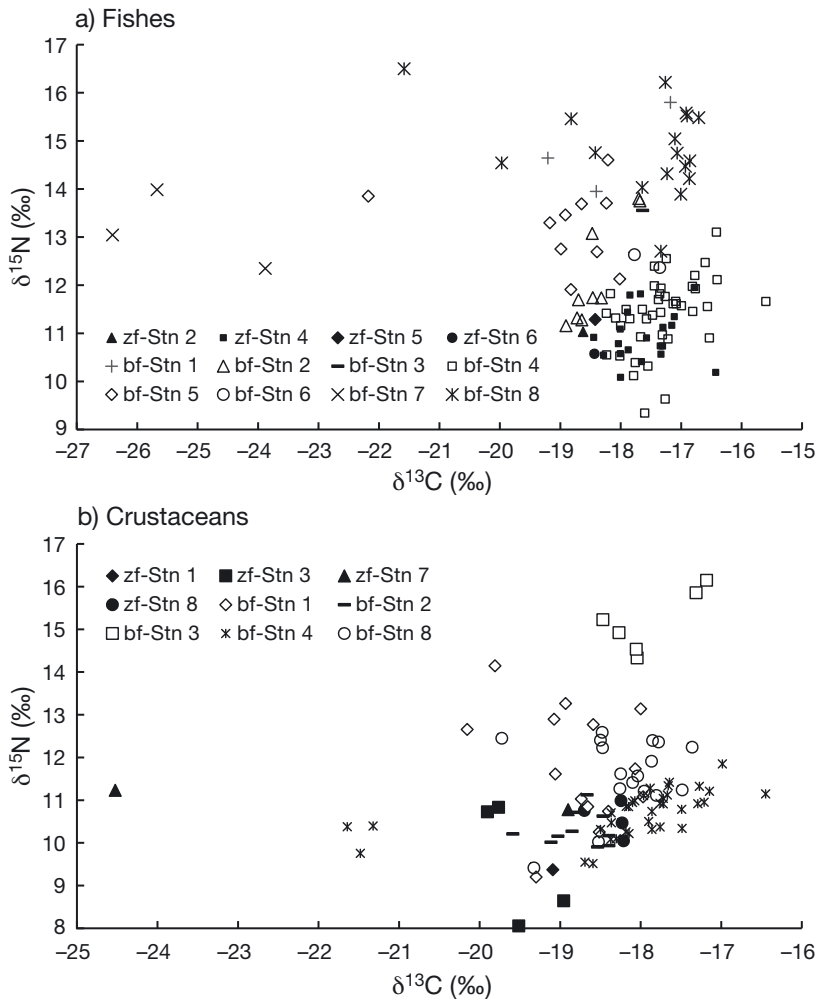 a) Fishes
17
16
15
14
13
12
11
10
9
δ15N (‰)
zf-Stn 2 zf-Stn 4 zf-Stn 5 zf-Stn 6
bf-Stn 1 bf-Stn 2 bf-Stn 3 bf-Stn 4
bf-Stn 5 bf-Stn 6 bf-Stn 7 bf-Stn 8
–27 –26 –25 –24 –23 –22 –21 –20 –19 –18 –17 –16 –15
δ13C (‰)
b) Crustaceans
17
16
15
14
13
12
11
10
9
8
δ15N (‰)
zf-Stn 1 zf-Stn 3 zf-Stn 7
zf-Stn 8 bf-Stn 1 bf-Stn 2
bf-Stn 3 bf-Stn 4 bf-Stn 8
–25 –24 –23 –22 –21 –20 –19 –18 –17 –16
δ13C (‰)